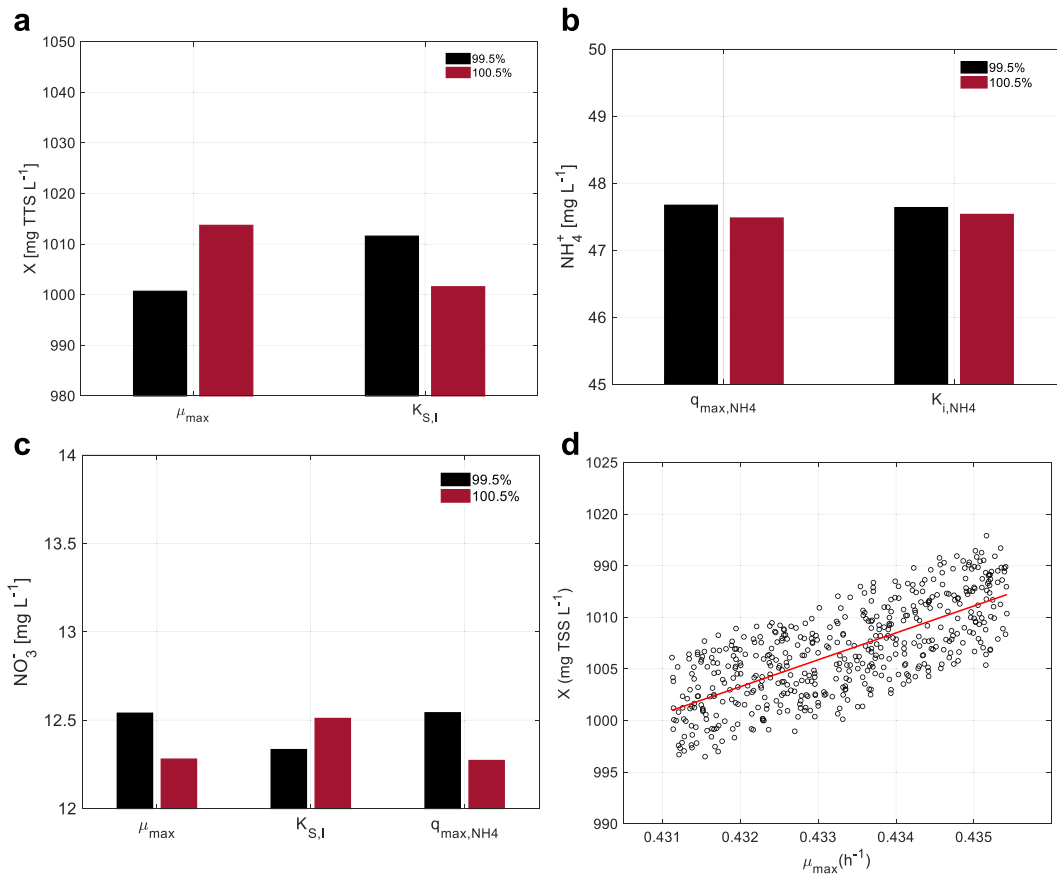 a
1050
1040
1030
1020
1010
1000
990
980
X [mg TTS L⁻¹]
99.5%
100.5%
μmax
KS,I
b
50
49
48
47
46
45
NH₄⁺ [mg L⁻¹]
99.5%
100.5%
qmax,NH4
Ki,NH4
c
14
13.5
13
12.5
12
NO₃⁻ [mg L⁻¹]
99.5%
100.5%
μmax
KS,I
qmax,NH4
d
1025
1020
990
1010
1005
1000
995
990
X (mg TSS L⁻¹)
0.431 0.432 0.433 0.434 0.435
μmax(h⁻¹)